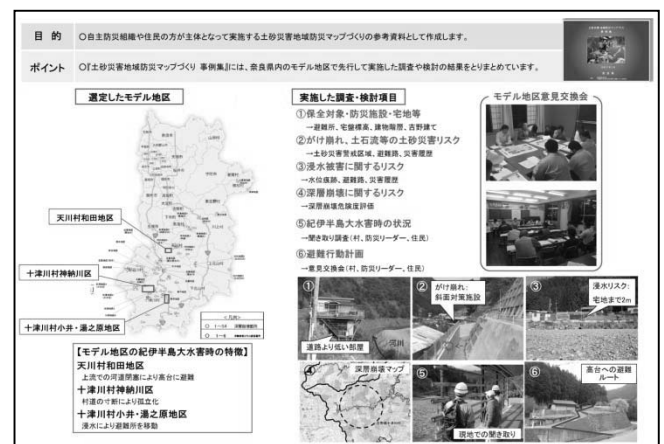 目 的
○自主防災組織や住民の方が主体となって実施する土砂災害地域防災マップづくりの参考資料として作成します。
ポイント
○『土砂災害地域防災マップづくり 事例集』には、奈良県内のモデル地区で先行して実施した調査や検討の結果をとりまとめています。
選定したモデル地区
天川村和田地区
十津川村神納川区
十津川村小井・湯之原地区
【モデル地区の紀伊半島大水害時の特徴】
天川村和田地区
上流での河道閉塞により高台に避難
十津川村神納川区
村道の寸断により孤立化
十津川村小井・湯之原地区
浸水により避難所を移動
実施した調査・検討項目
①保全対象・防災施設・宅地等
→避難所、宅盤標高、建物階層、吉野建て
②がけ崩れ、土石流等の土砂災害リスク
→土砂災害警戒区域、避難路、災害履歴
③浸水被害に関するリスク
→水位痕跡、避難路、災害履歴
④深層崩壊に関するリスク
→深層崩壊危険度評価
⑤紀伊半島大水害時の状況
→聞き取り調査(村、防災リーダー、住民)
⑥避難行動計画
→意見交換会(村、防災リーダー、住民)
モデル地区意見交換会
①
道路より低い部屋
河川
②
がけ崩れ:
斜面対策施設
③
浸水リスク:
宅地まで2m
④
深層崩壊マップ
⑤
現地での聞き取り
⑥
高台への避難
ルート